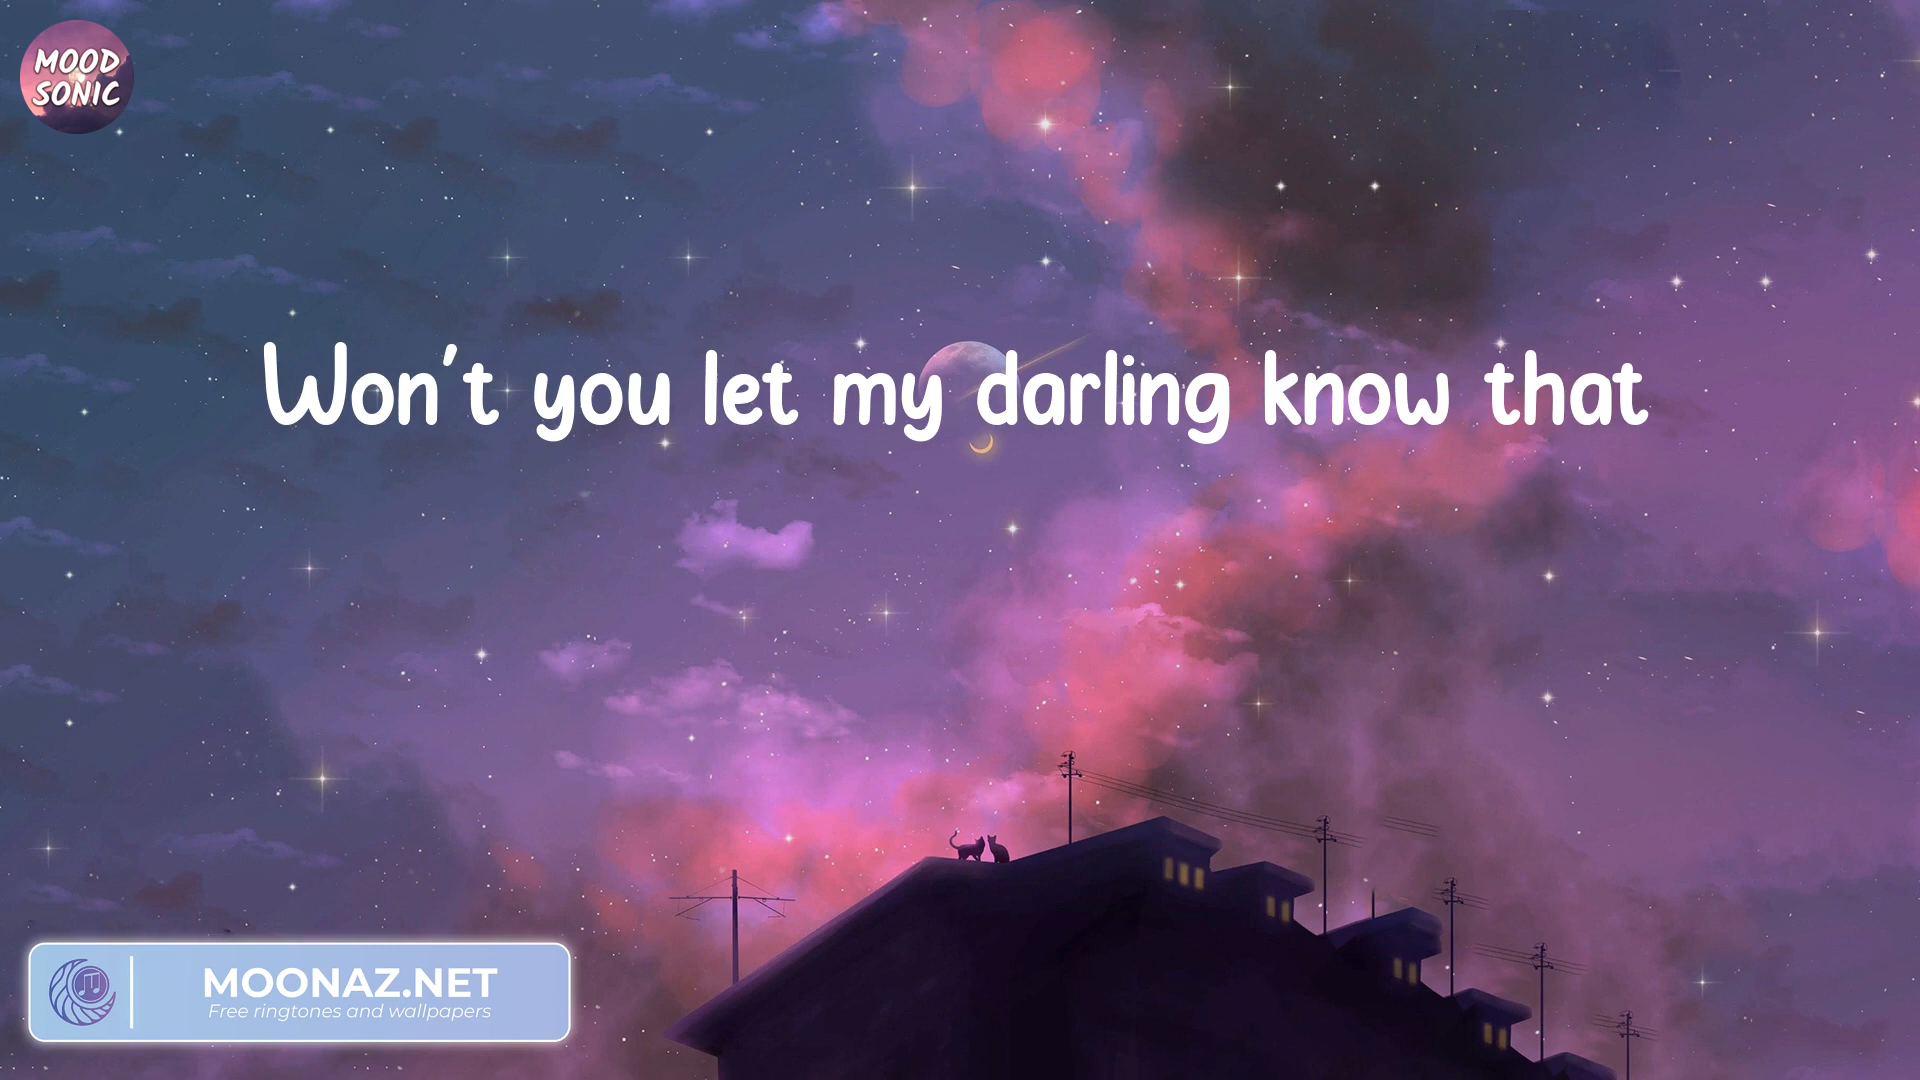 MOOD
SONIC
Won't you let my darling know that
MOONAZ.NET
Free ringtones and wallpapers